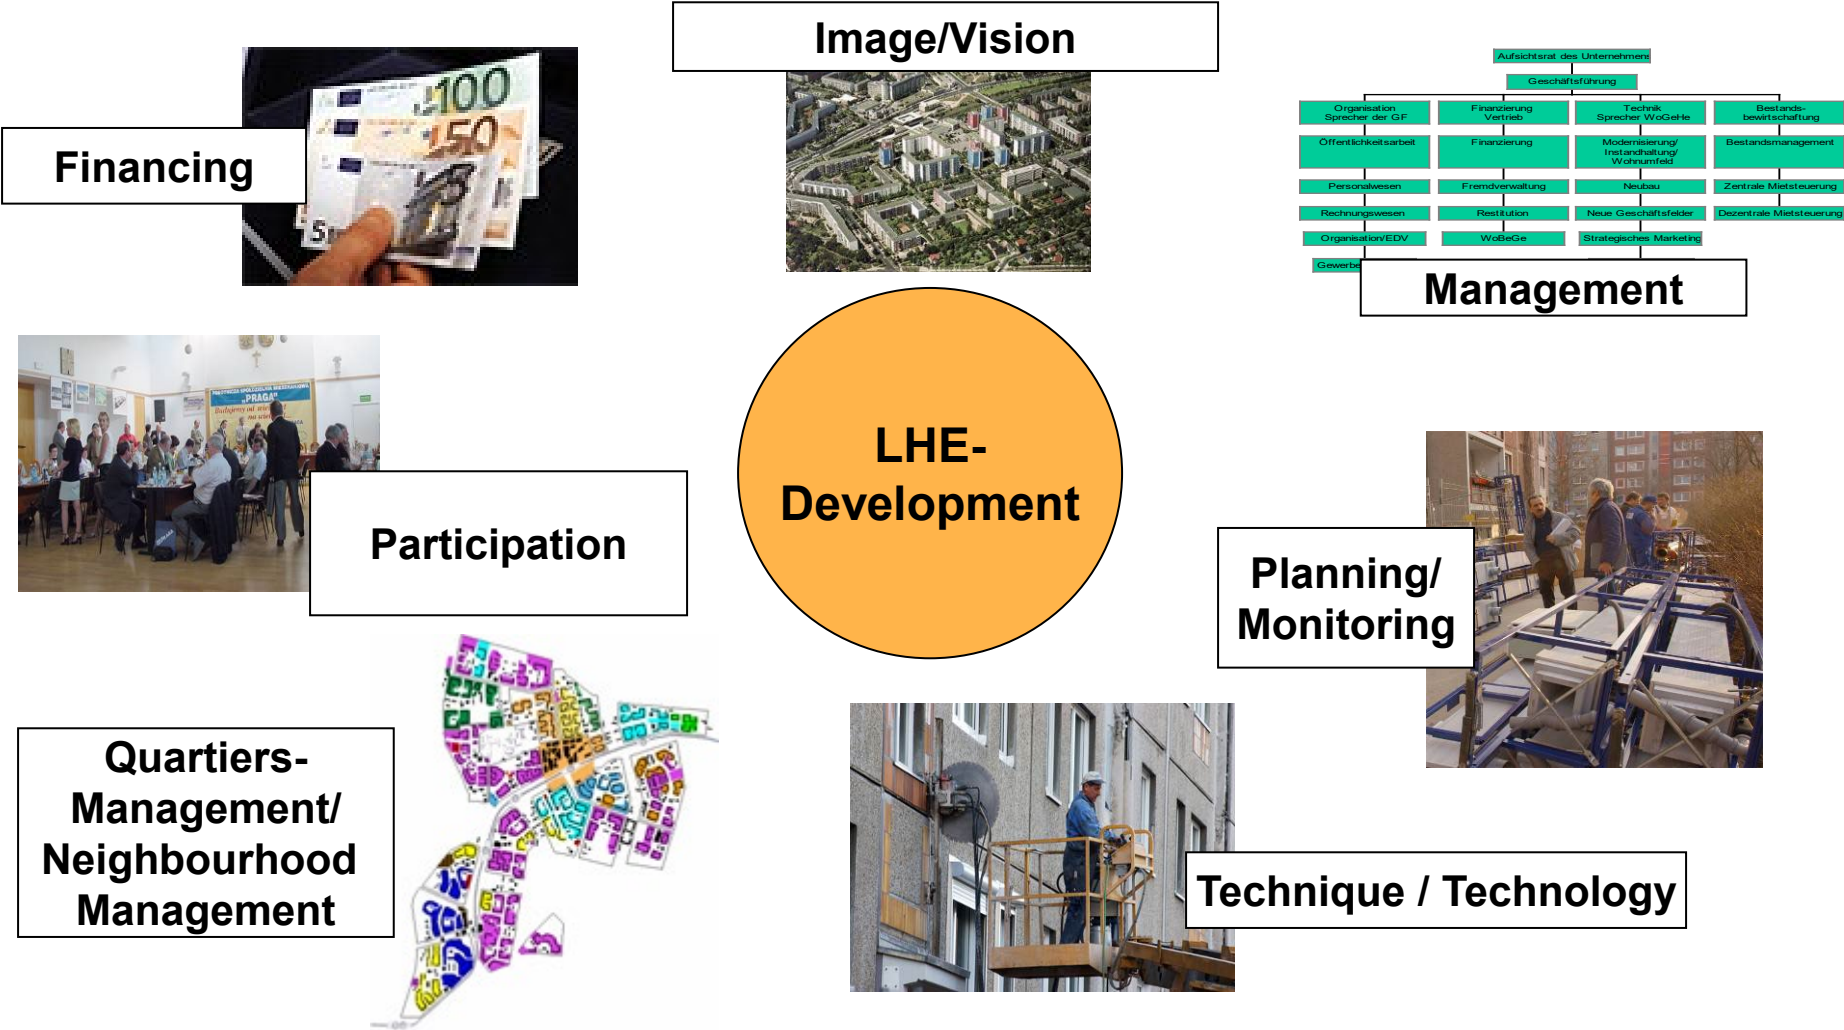 Image/Vision
Financing
100
50
5
Aufsichtsrat des Unternehmens
Geschäftsführung
Organisation
Sprecher der GF
Finanzierung
Vertrieb
Technik
Sprecher WoGeHe
Bestands-
bewirtschaftung
Öffentlichkeitsarbeit
Finanzierung
Modernisierung/
Instandhaltung/
Wohnumfeld
Bestandsmanagement
Personalwesen
Fremdverwaltung
Neubau
Zentrale Mietsteuerung
Rechnungswesen
Restitution
Neue Geschäftsfelder
Dezentrale Mietsteuerung
Organisation/EDV
WoBeGe
Strategisches Marketing
Gewerbe
Management
„PRAGA”
LHE-
Development
Participation
Planning/
Monitoring
Quartiers-
Management/
Neighbourhood
Management
Technique / Technology